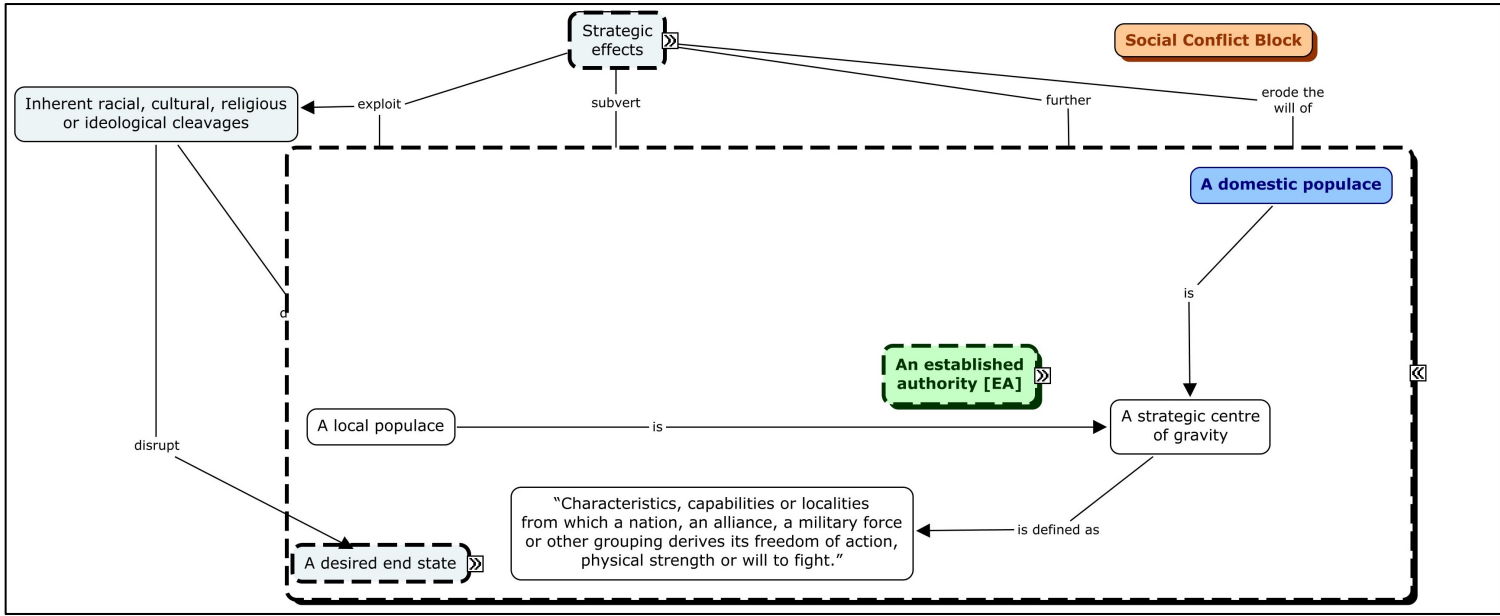 Strategic
effects
Social Conflict Block
Inherent racial, cultural, religious
or ideological cleavages
exploit
subvert
further
erode the
will of
A domestic populace
is
d
An established
authority [EA]
A local populace
is
A strategic centre
of gravity
disrupt
“Characteristics, capabilities or localities
from which a nation, an alliance, a military force
or other grouping derives its freedom of action,
physical strength or will to fight.”
is defined as
A desired end state